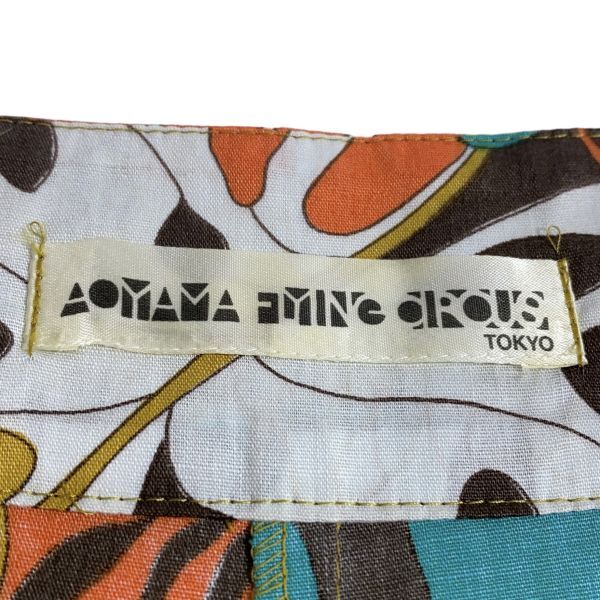 AOYAMA FLYING CIRCUS.
TOKYO